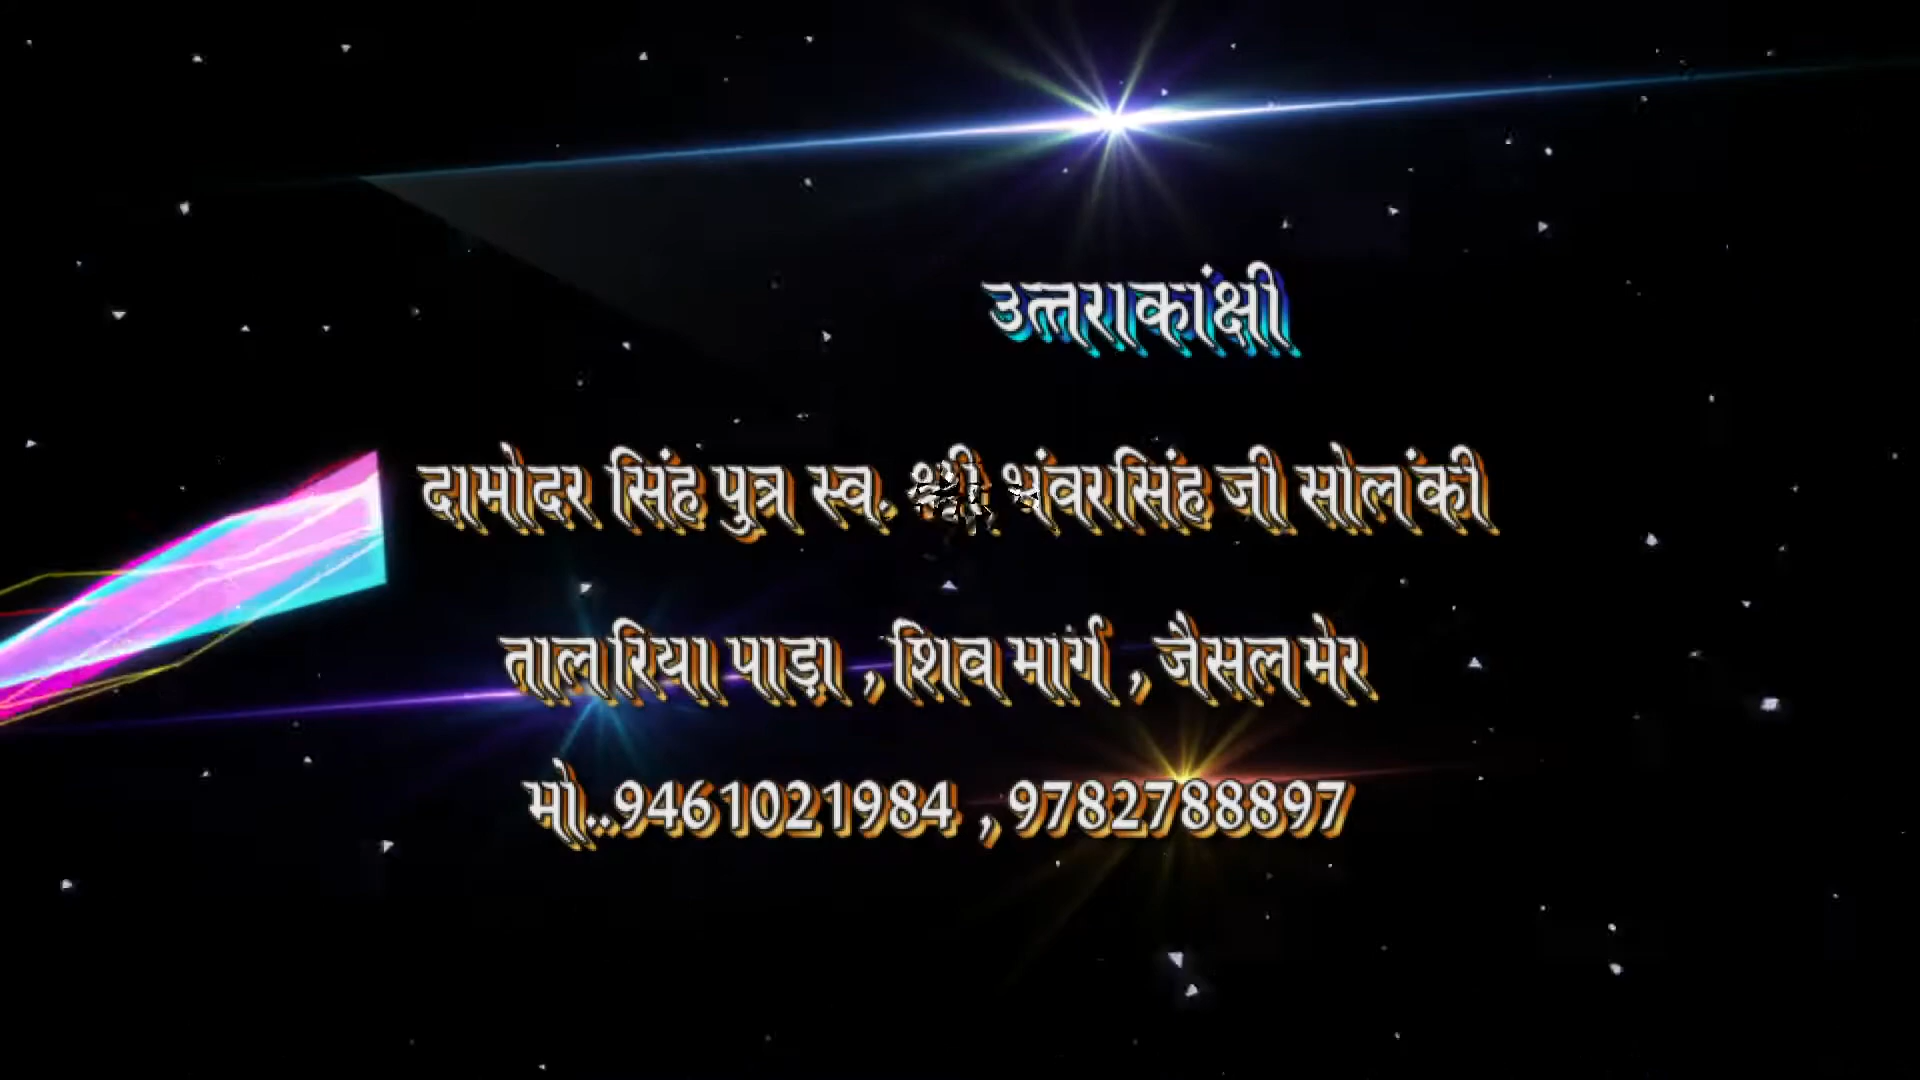 उत्तराकांक्षी
दामोदर सिंह पुत्र स्व. श्री भंवरसिंह जी सोलंकी
तालरिया पाड़ा , शिव मार्ग , जैसलमेर
मो..9461021984 , 9782788897